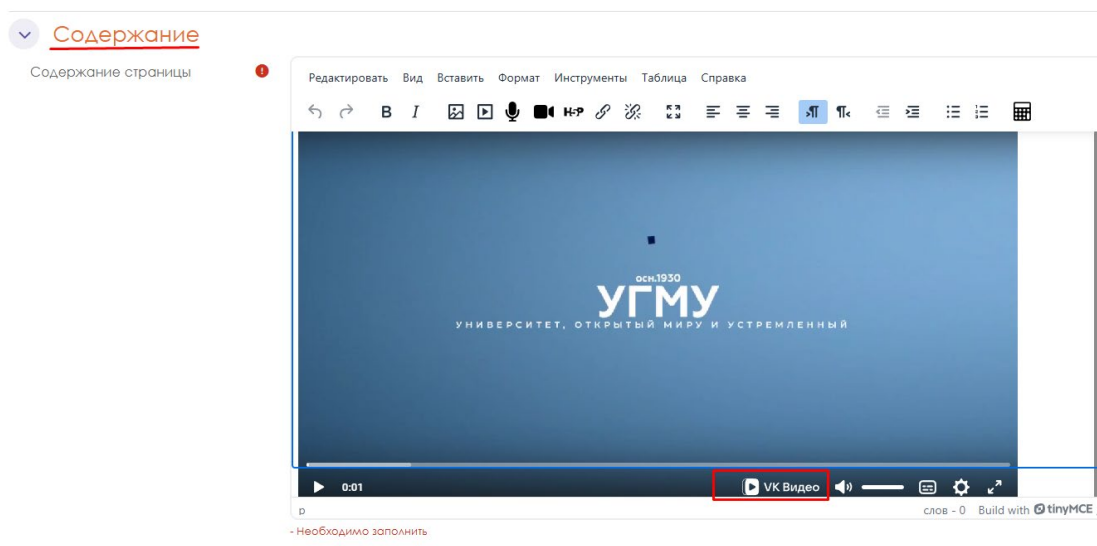 Содержание
Содержание страницы
Редактировать Вид Вставить Формат Инструменты Таблица Справка
B I H-P
осн.1930
УГМУ
УНИВЕРСИТЕТ, ОТКРЫТЫЙ МИРУ И УСТРЕМЛЕННЫЙ
0:01 VK Видео
p слов - 0 Build with tinyMCE
- Необходимо заполнить